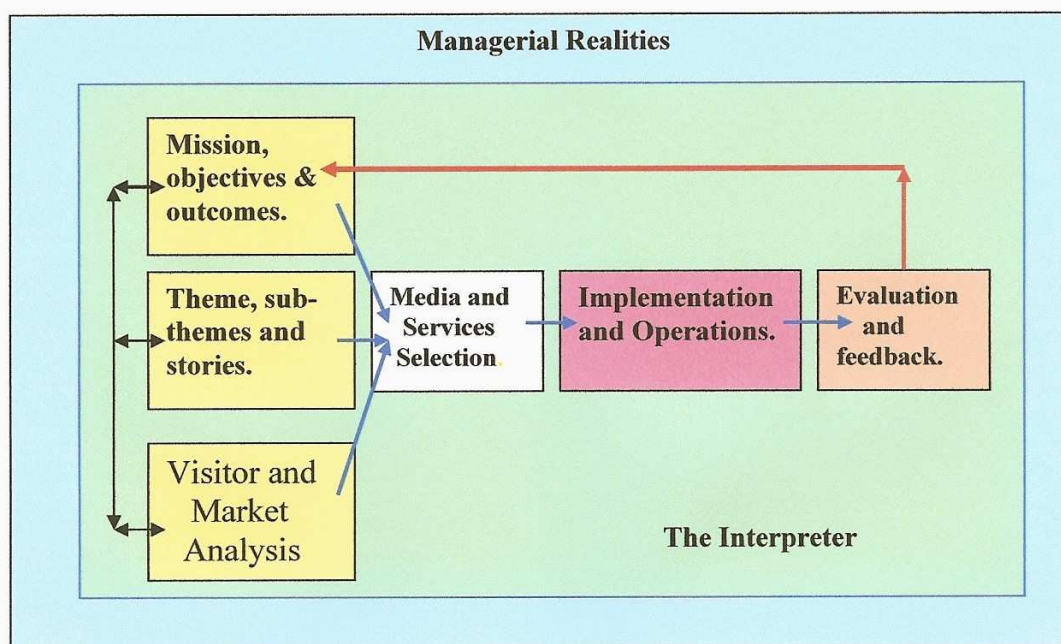 Managerial Realities
Mission,
objectives &
outcomes.
Theme, sub-
themes and
stories.
Visitor and
Market
Analysis
Media and
Services
Selection.
Implementation
and Operations.
Evaluation
and
feedback.
The Interpreter